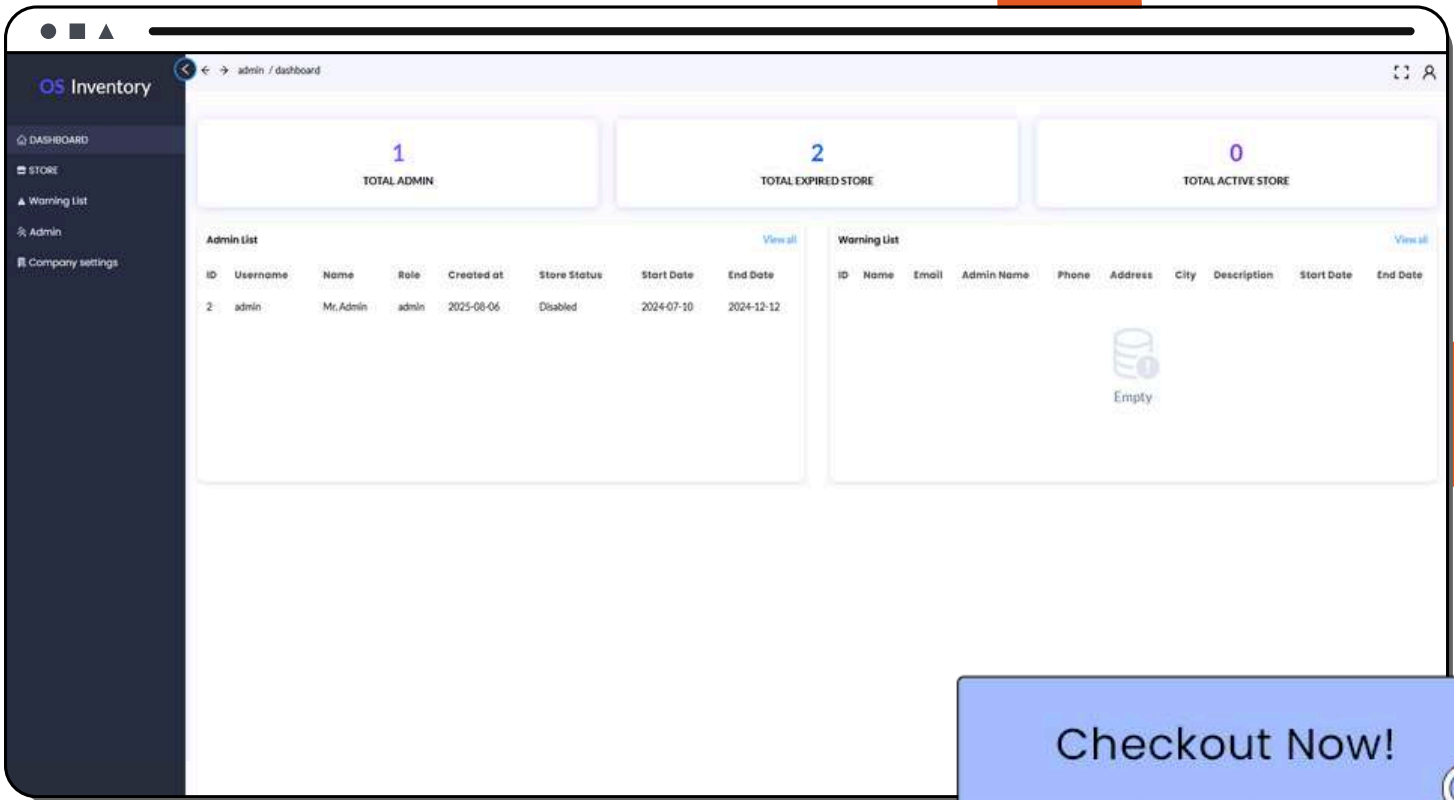 OS Inventory
admin / dashboard
DASHBOARD
STORE
Warning List
Admin
Company settings
1
TOTAL ADMIN
2
TOTAL EXPIRED STORE
0
TOTAL ACTIVE STORE
Admin List View all
ID Username Name Role Created at Store Status Start Date End Date
2 admin Mr. Admin admin 2025-08-06 Disabled 2024-07-10 2024-12-12
Warning List View all
ID Name Email Admin Name Phone Address City Description Start Date End Date
Empty
Checkout Now!